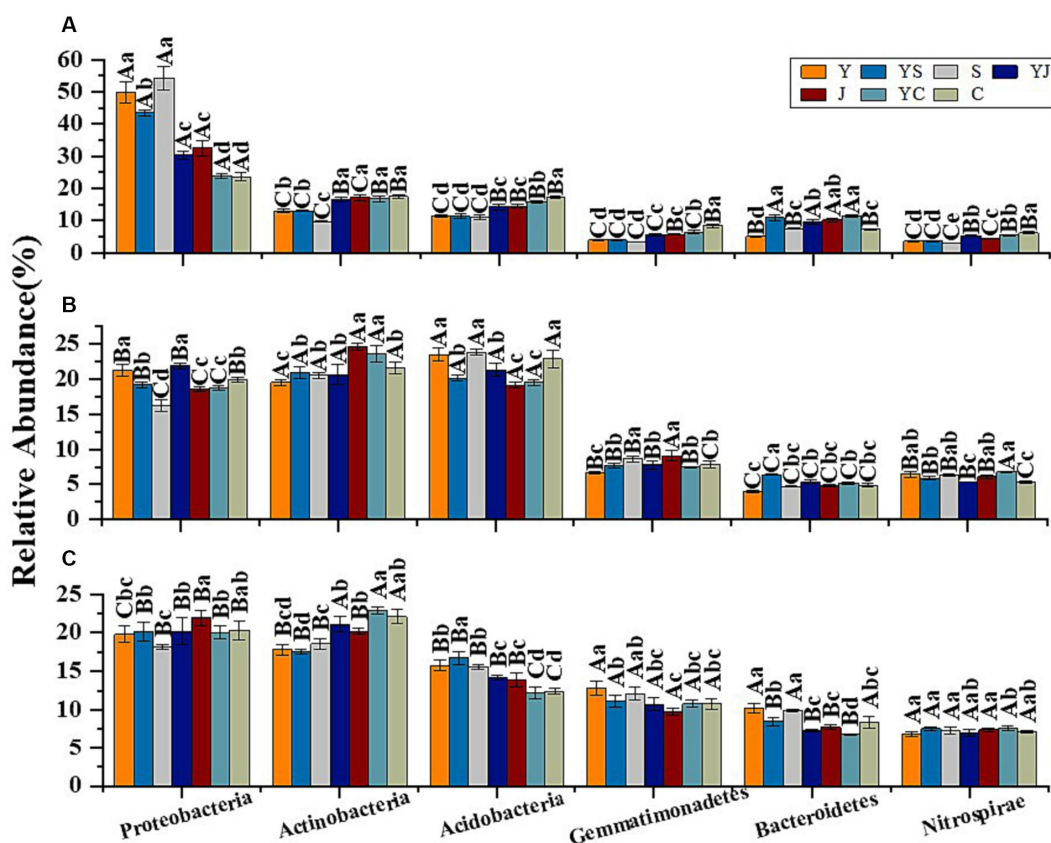 A
60
50
40
30
20
10
0
Aa Ab Aa Ac Ac Ad Ad
Cb Cb Cc Ba Ca Ba Ba
Cd Cd Cd Bc Bc Bb Ba
Cd Cd Cd Cc Bc Cb Ba
Bd Aa Bc Ab Aab Aa Bc
Cd Cd Ce Bb Cc Bb Ba
Y YS S YJ
J YC C
B
25
20
15
10
5
0
Ba Bb Cd Ba Cc Cc Bb
Ac Ab Ab Ab Aa Aa Ab
Aa Ab Aa Ab Ac Ac Aa
Bc Bb Ba Bb Aa Bb Cb
Cc Ca Cbc Cb Cbc Cb Cbc
Bab Bb Bab Bc Bab Aa Cc
C
25
20
15
10
5
0
Cbc Bb Bc Bb Ba Bb Bab
Bcd Bd Bc Ab Bb Aa Aab
Bb Ba Bb Bc Bc Cd Cd
Aa Ab Aab Abc Ac Abc Abc
Aa Bb Aa Bc Bc Bd Abc
Aa Aa Aa Aab Aa Ab Aab
Relative Abundance(%)
Proteobacteria
Actinobacteria
Acidobacteria
Gemmatimonadetes
Bacteroidetes
Nitrospirae